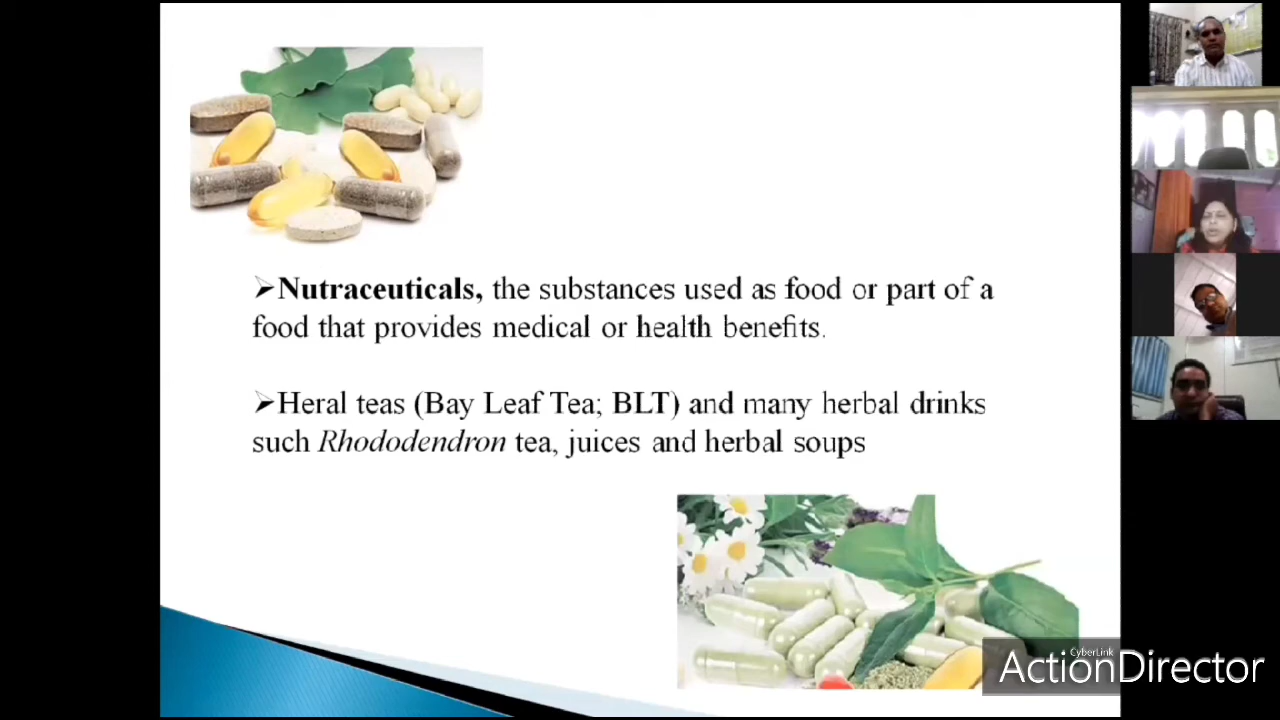 ➢Nutraceuticals, the substances used as food or part of a
food that provides medical or health benefits.
➢Heral teas (Bay Leaf Tea; BLT) and many herbal drinks
such Rhododendron tea, juices and herbal soups
CyberLink
ActionDirector